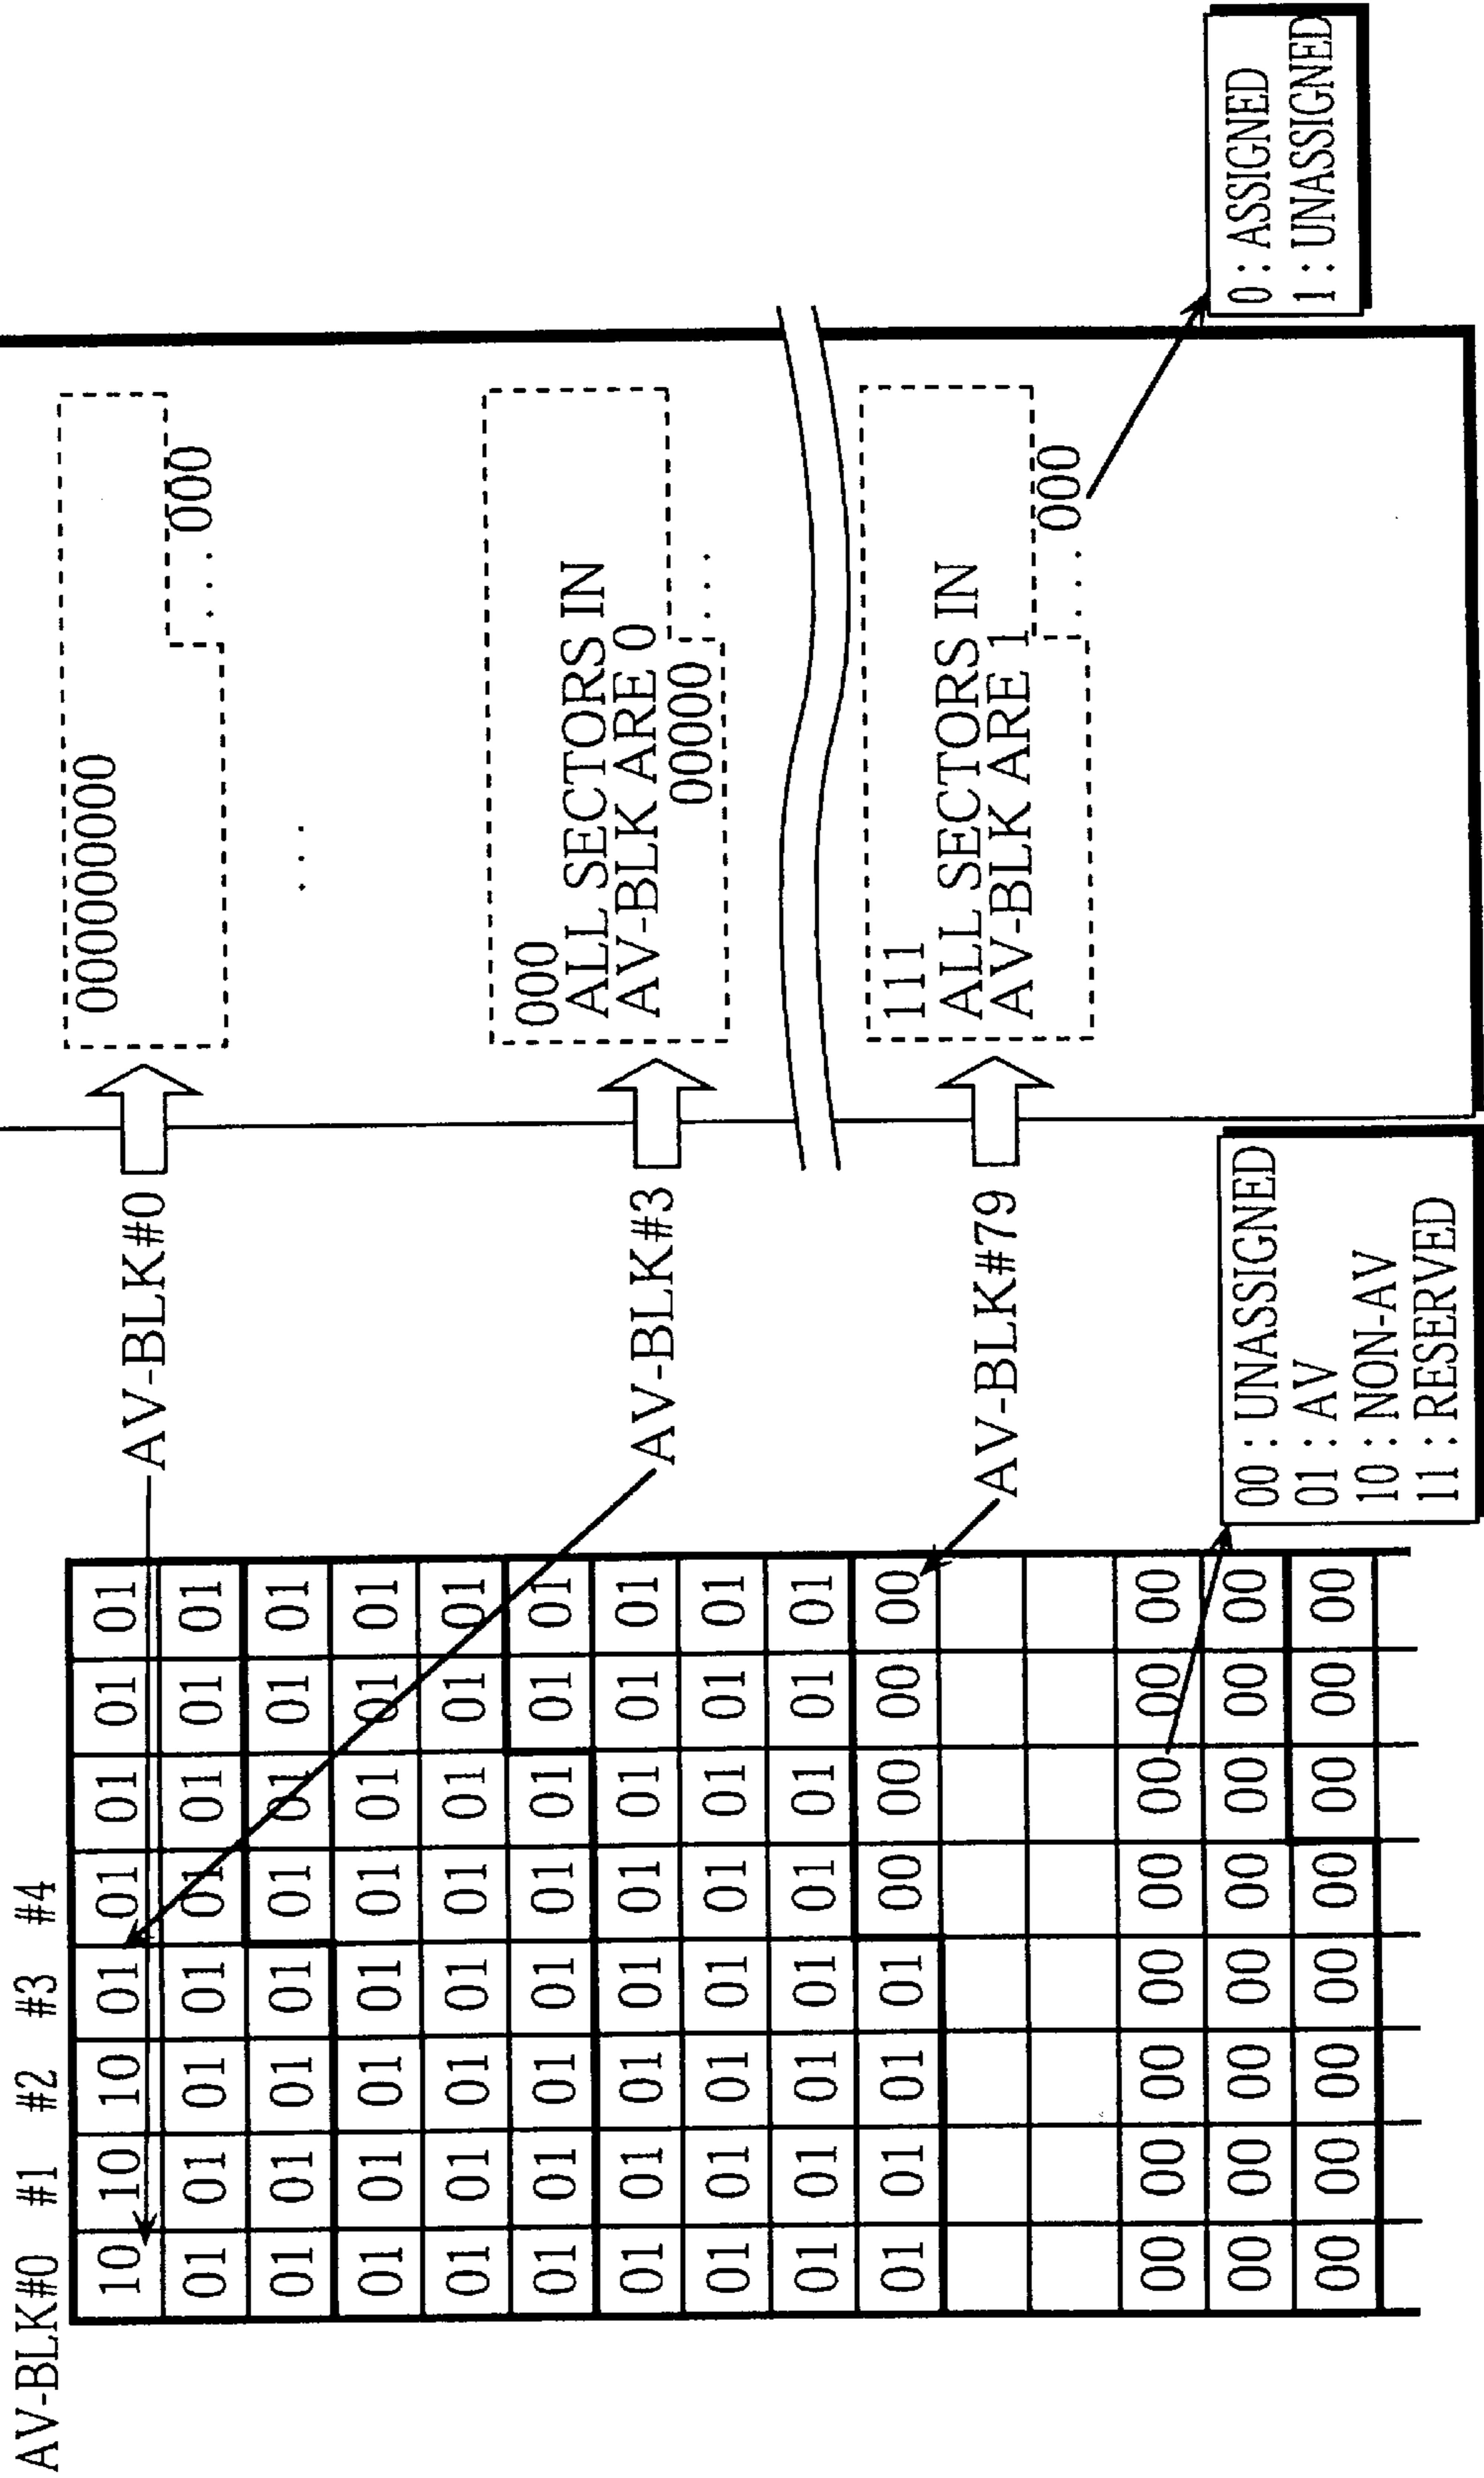 AV-BLK#0 #1 #2 #3 #4
10 10 10 01 01 01 01 01
01 01 01 01 01 01 01 01
01 01 01 01 01 01 01 01
01 01 01 01 01 01 01 01
01 01 01 01 01 01 01 01
01 01 01 01 01 01 01 01
01 01 01 01 01 01 01 01
01 01 01 01 01 01 01 01
01 01 01 01 01 01 01 01
01 01 01 01 00 00 00 00
00 00 00 00 00 00 00 00
00 00 00 00 00 00 00 00
00 00 00 00 00 00 00 00
AV-BLK#0
AV-BLK#3
AV-BLK#79
00 : UNASSIGNED
01 : AV
10 : NON-AV
11 : RESERVED
000000000
...000
...
000
ALL SECTORS IN
AV-BLK ARE 0
00000 ...
111
ALL SECTORS IN
AV-BLK ARE 1
...000
0 : ASSIGNED
1 : UNASSIGNED